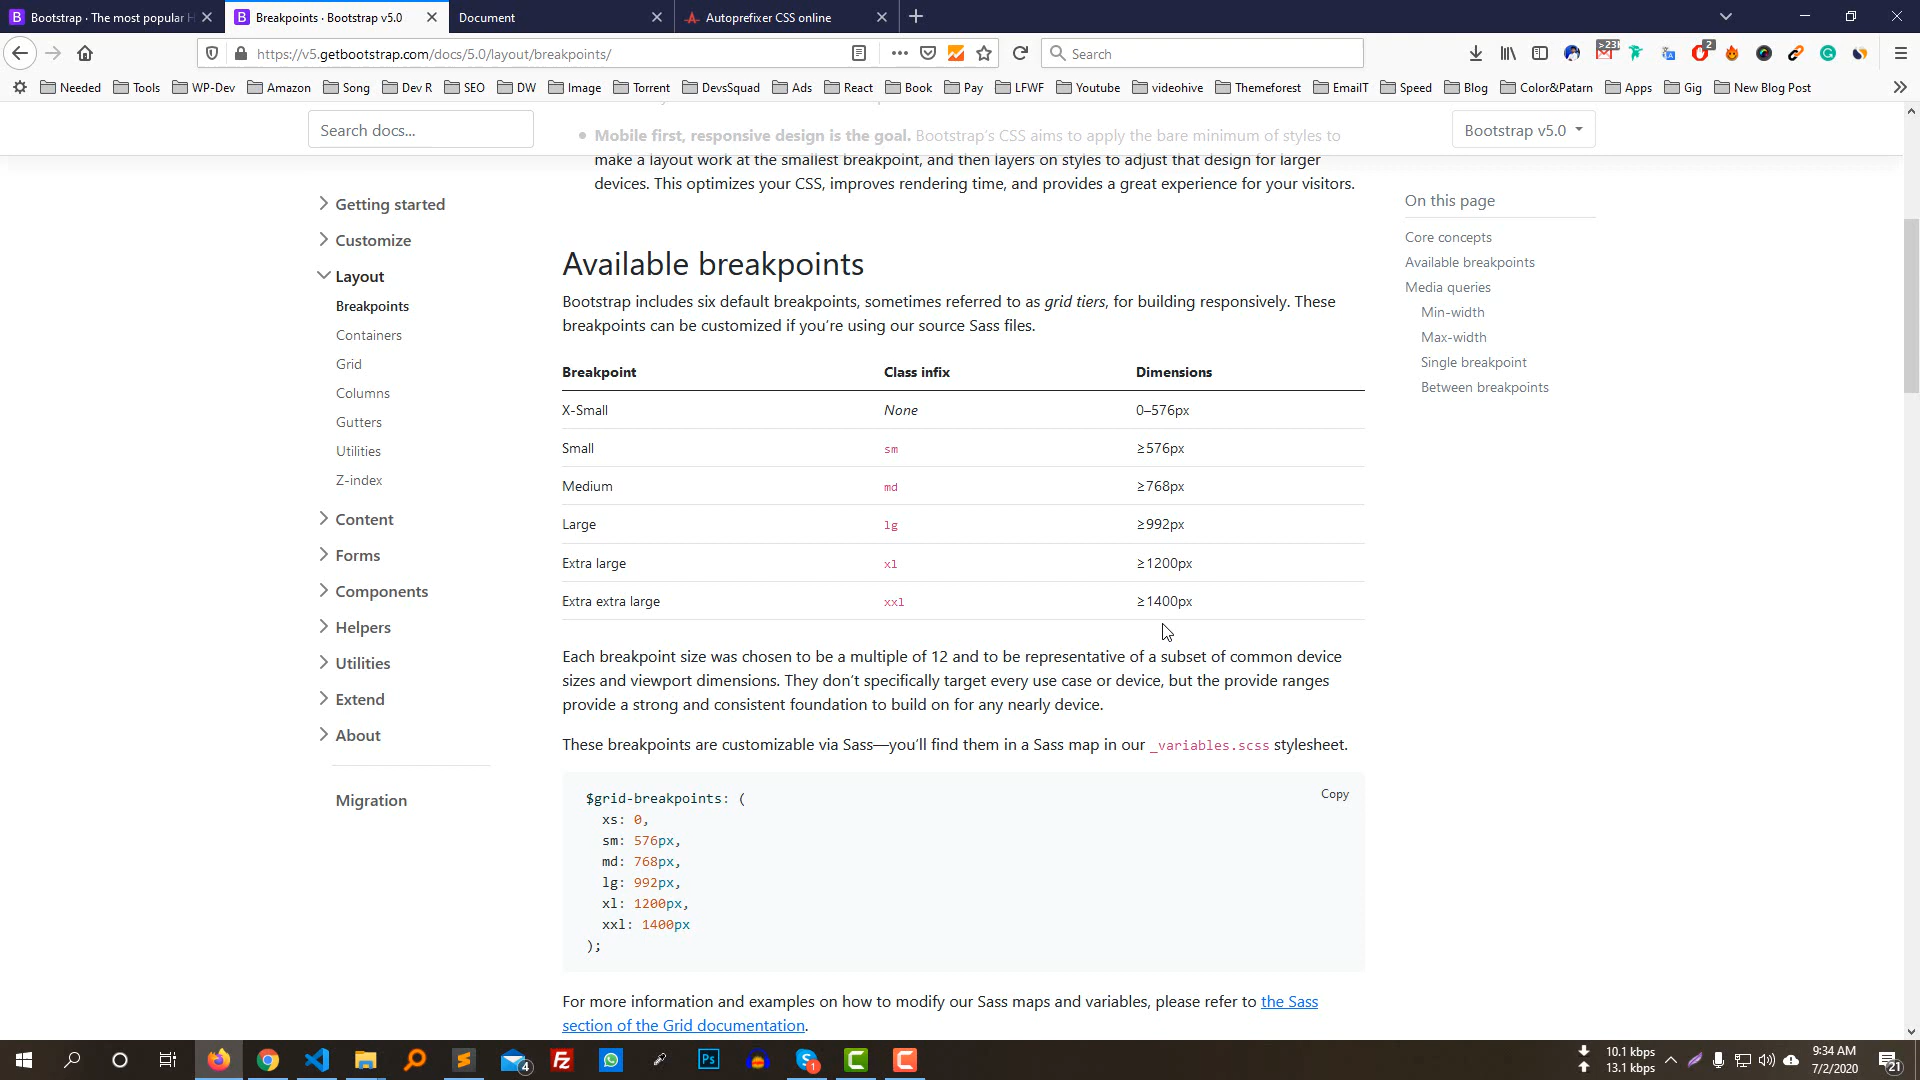 Bootstrap · The most popular H
Breakpoints · Bootstrap v5.0
Document
Autoprefixer CSS online
https://v5.getbootstrap.com/docs/5.0/layout/breakpoints/
Search
>23k
2
Needed
Tools
WP-Dev
Amazon
Song
Dev R
SEO
DW
Image
Torrent
DevsSquad
Ads
React
Book
Pay
LFWF
Youtube
videohive
Themeforest
EmailT
Speed
Blog
Color&Patarn
Apps
Gig
New Blog Post
Search docs...
Bootstrap v5.0
Mobile first, responsive design is the goal. Bootstrap's CSS aims to apply the bare minimum of styles to
make a layout work at the smallest breakpoint, and then layers on styles to adjust that design for larger
devices. This optimizes your CSS, improves rendering time, and provides a great experience for your visitors.
Getting started
Customize
Layout
Breakpoints
Containers
Grid
Columns
Gutters
Utilities
Z-index
Content
Forms
Components
Helpers
Utilities
Extend
About
Migration
Available breakpoints
Bootstrap includes six default breakpoints, sometimes referred to as grid tiers, for building responsively. These
breakpoints can be customized if you're using our source Sass files.
Breakpoint Class infix Dimensions
X-Small None 0–576px
Small sm ≥576px
Medium md ≥768px
Large lg ≥992px
Extra large xl ≥1200px
Extra extra large xxl ≥1400px
Each breakpoint size was chosen to be a multiple of 12 and to be representative of a subset of common device
sizes and viewport dimensions. They don't specifically target every use case or device, but the provide ranges
provide a strong and consistent foundation to build on for any nearly device.
These breakpoints are customizable via Sass—you'll find them in a Sass map in our _variables.scss stylesheet.
Copy
$grid-breakpoints: (
xs: 0,
sm: 576px,
md: 768px,
lg: 992px,
xl: 1200px,
xxl: 1400px
);
For more information and examples on how to modify our Sass maps and variables, please refer to the Sass
section of the Grid documentation.
On this page
Core concepts
Available breakpoints
Media queries
Min-width
Max-width
Single breakpoint
Between breakpoints
4
Fz
Ps
1
10.1 kbps
13.1 kbps
9:34 AM
7/2/2020
21